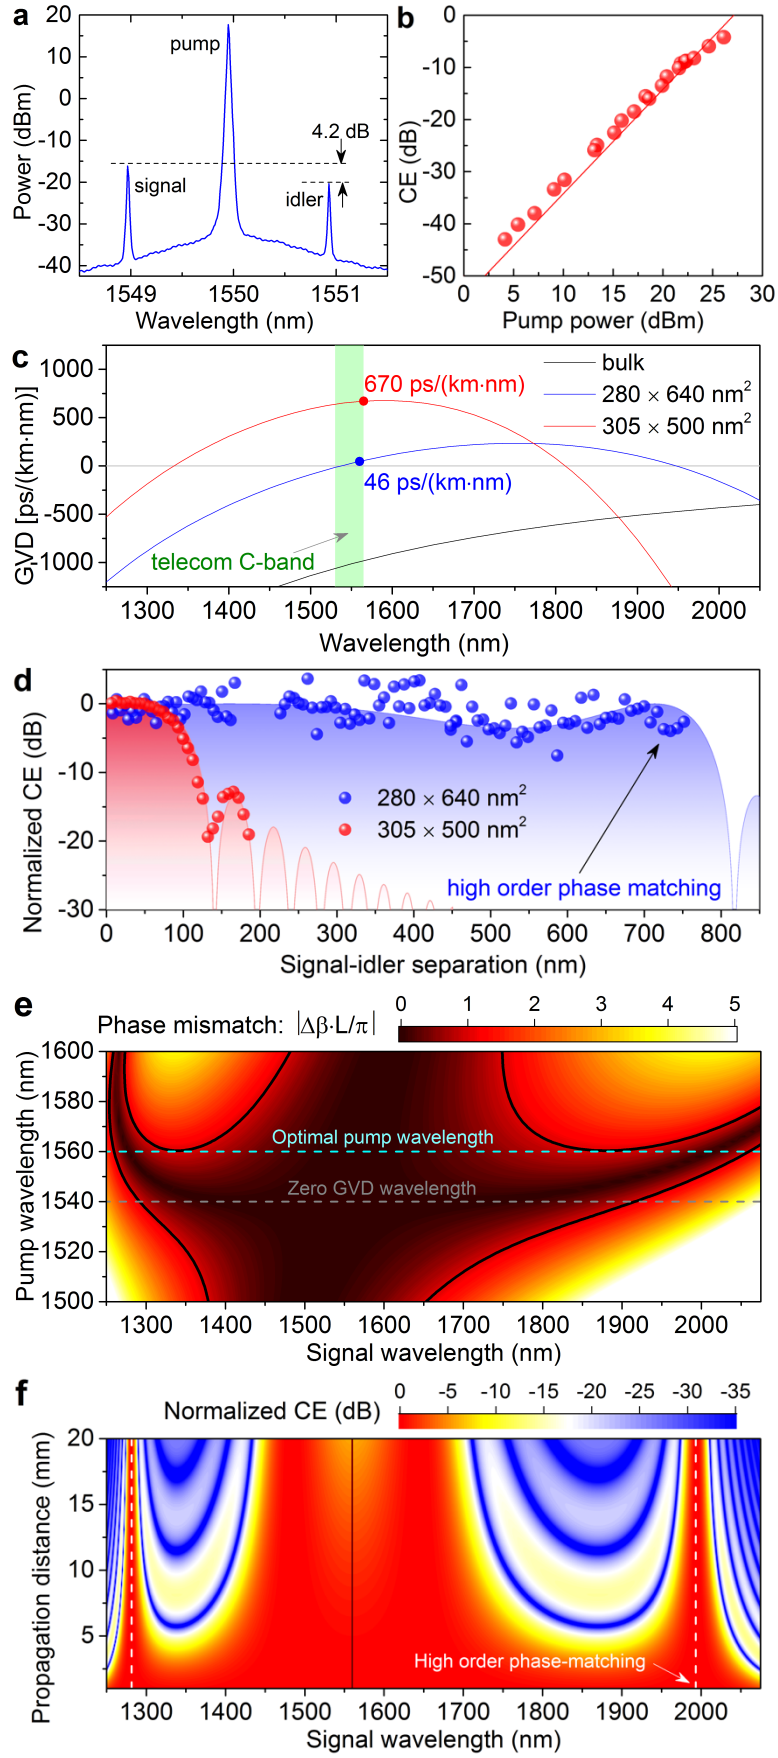 a
20
10
0
-10
-20
-30
-40
Power (dBm)
pump
4.2 dB
signal
idler
1549
1550
1551
Wavelength (nm)
b
0
-10
-20
-30
-40
-50
CE (dB)
0
5
10
15
20
25
30
Pump power (dBm)
c
1000
500
0
-500
-1000
GVD [ps/(km·nm)]
bulk
280 × 640 nm²
305 × 500 nm²
670 ps/(km·nm)
46 ps/(km·nm)
telecom C-band
1300 1400 1500 1600 1700 1800 1900 2000
Wavelength (nm)
d
0
-10
-20
-30
Normalized CE (dB)
280 × 640 nm²
305 × 500 nm²
high order phase matching
0 100 200 300 400 500 600 700 800
Signal-idler separation (nm)
e
Phase mismatch: |Δβ·L/π|
0 1 2 3 4 5
1600
1580
1560
1540
1520
1500
Pump wavelength (nm)
Optimal pump wavelength
Zero GVD wavelength
1300 1400 1500 1600 1700 1800 1900 2000
Signal wavelength (nm)
f
Normalized CE (dB)
0 -5 -10 -15 -20 -25 -30 -35
20
15
10
5
Propagation distance (mm)
High order phase-matching
1300 1400 1500 1600 1700 1800 1900 2000
Signal wavelength (nm)